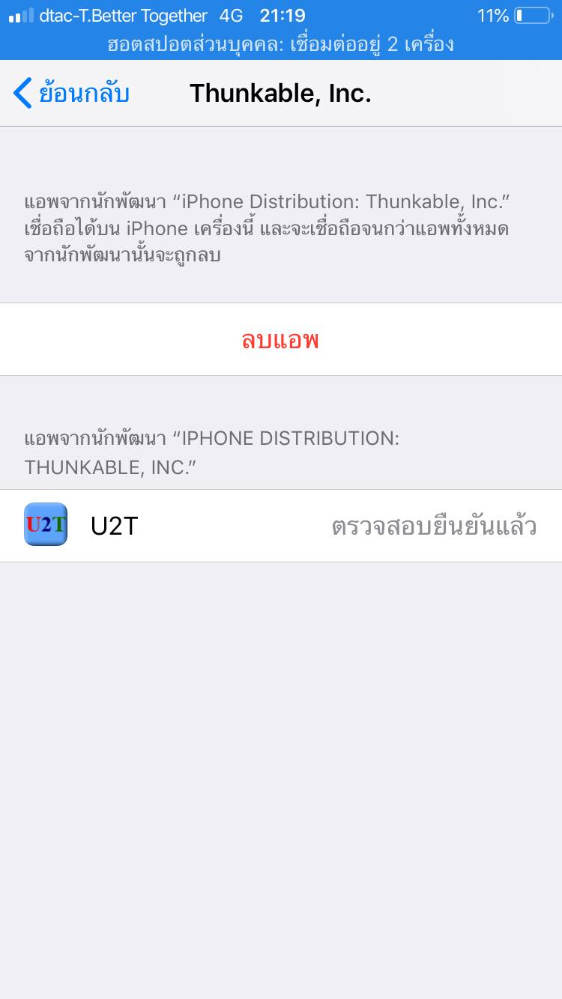 dtac-T.Better Together 4G 21:19 11%
ฮอตสปอตส่วนบุคคล: เชื่อมต่ออยู่ 2 เครื่อง
ย้อนกลับ Thunkable, Inc.
แอพจากนักพัฒนา “iPhone Distribution: Thunkable, Inc.”
เชื่อถือได้บน iPhone เครื่องนี้ และจะเชื่อถือจนกว่าแอพทั้งหมด
จากนักพัฒนานั้นจะถูกลบ
ลบแอพ
แอพจากนักพัฒนา “IPHONE DISTRIBUTION:
THUNKABLE, INC.”
U2T U2T ตรวจสอบยืนยันแล้ว